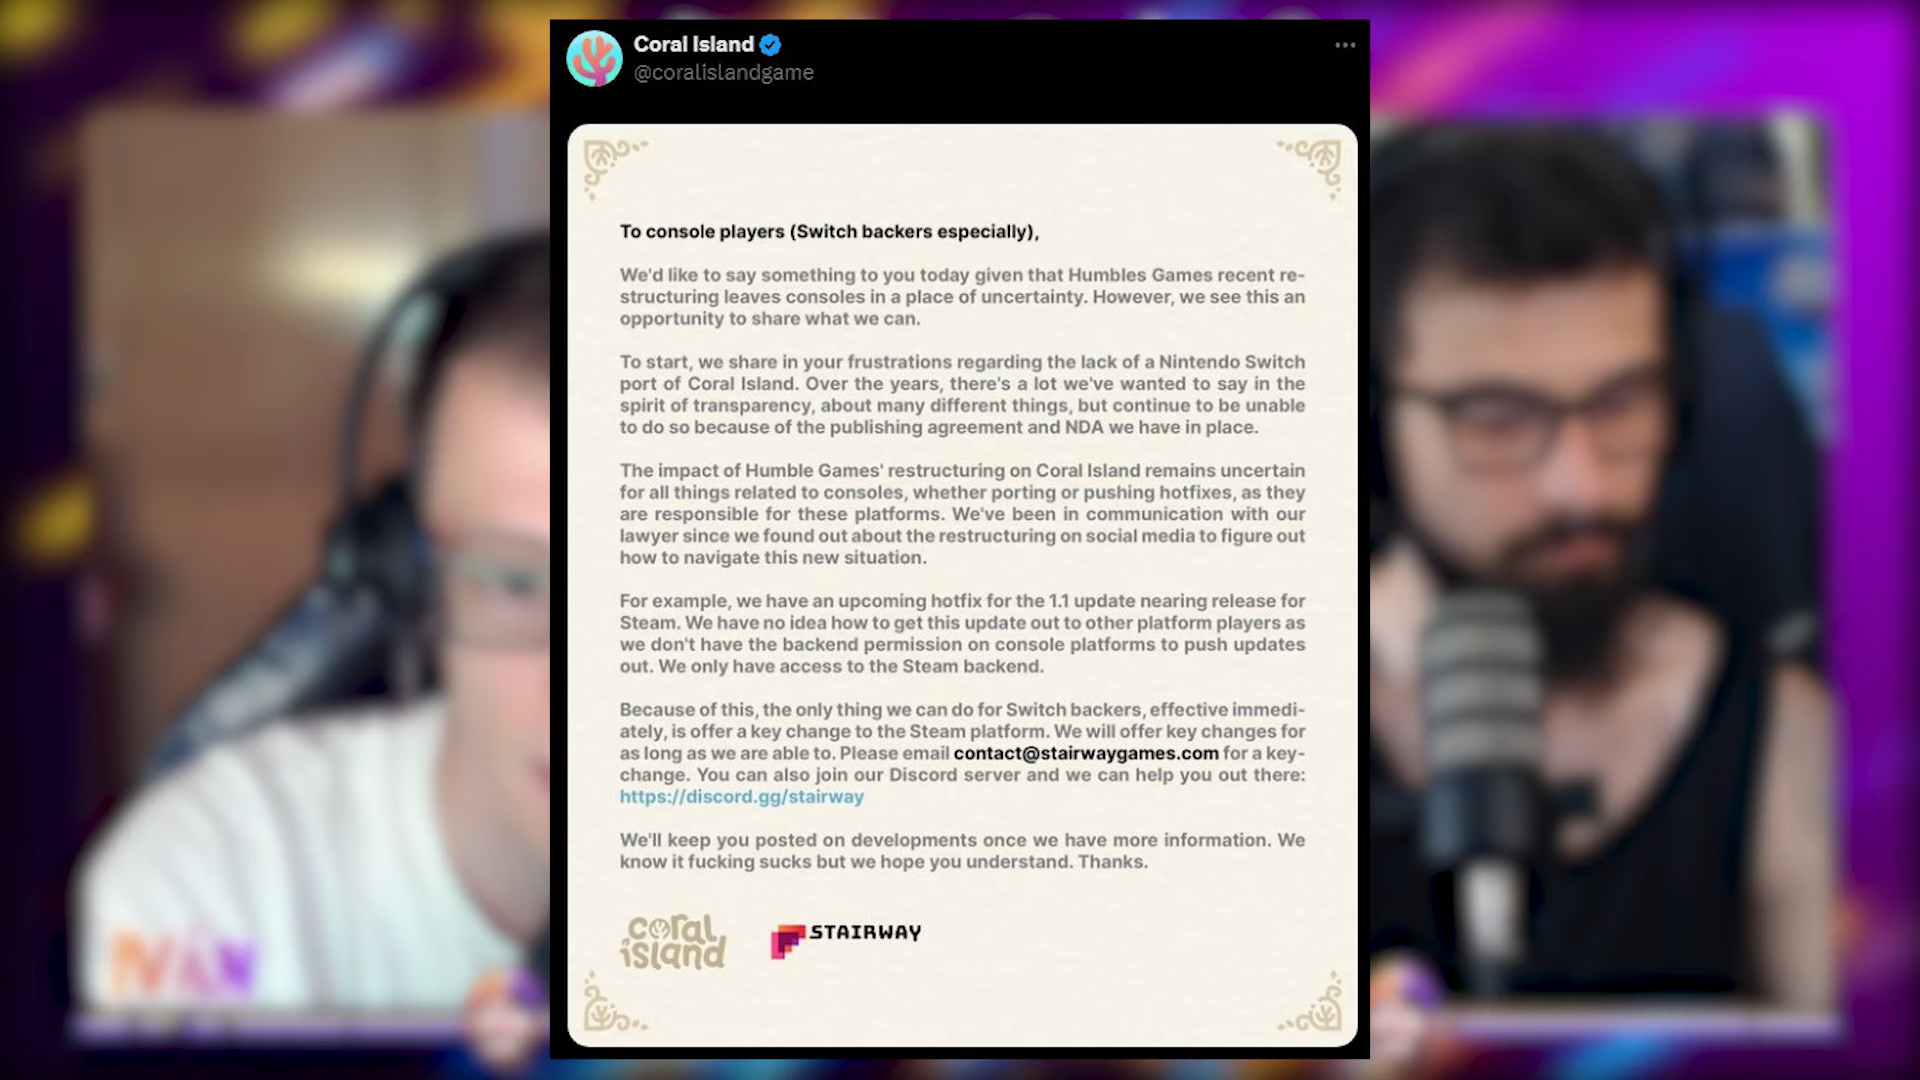 Coral Island
@coralislandgame
To console players (Switch backers especially),
We'd like to say something to you today given that Humbles Games recent re-
structuring leaves consoles in a place of uncertainty. However, we see this an
opportunity to share what we can.
To start, we share in your frustrations regarding the lack of a Nintendo Switch
port of Coral Island. Over the years, there's a lot we've wanted to say in the
spirit of transparency, about many different things, but continue to be unable
to do so because of the publishing agreement and NDA we have in place.
The impact of Humble Games' restructuring on Coral Island remains uncertain
for all things related to consoles, whether porting or pushing hotfixes, as they
are responsible for these platforms. We've been in communication with our
lawyer since we found out about the restructuring on social media to figure out
how to navigate this new situation.
For example, we have an upcoming hotfix for the 1.1 update nearing release for
Steam. We have no idea how to get this update out to other platform players as
we don't have the backend permission on console platforms to push updates
out. We only have access to the Steam backend.
Because of this, the only thing we can do for Switch backers, effective immedi-
ately, is offer a key change to the Steam platform. We will offer key changes for
as long as we are able to. Please email contact@stairwaygames.com for a key-
change. You can also join our Discord server and we can help you out there:
https://discord.gg/stairway
We'll keep you posted on developments once we have more information. We
know it fucking sucks but we hope you understand. Thanks.
coral
island
STAIRWAY
IVÁN